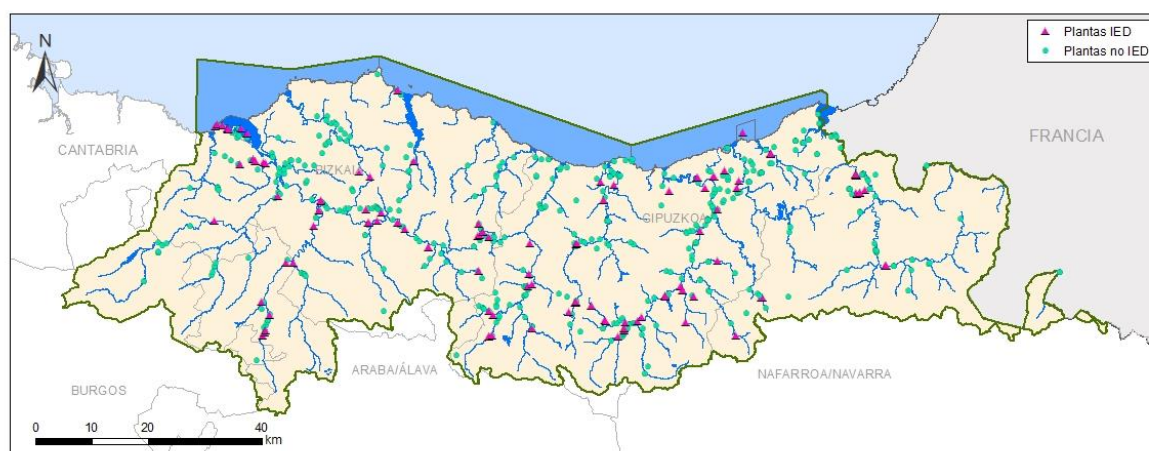 Plantas IED
Plantas no IED
N
FRANCIA
CANTABRIA
BIZKAIA
GIPUZKOA
ARABA/ÁLAVA
NAFARROA/NAVARRA
BURGOS
0 10 20 40
km